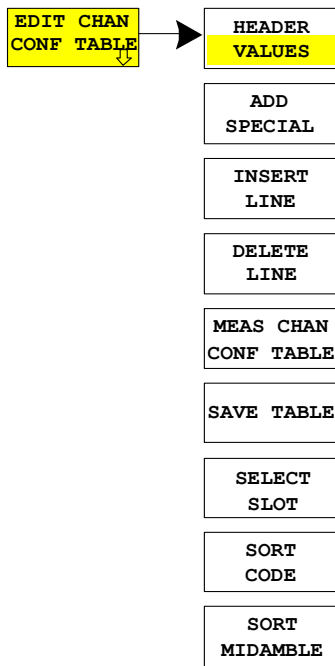 EDIT CHAN
CONF TABLE
HEADER
VALUES
ADD
SPECIAL
INSERT
LINE
DELETE
LINE
MEAS CHAN
CONF TABLE
SAVE TABLE
SELECT
SLOT
SORT
CODE
SORT
MIDAMBLE